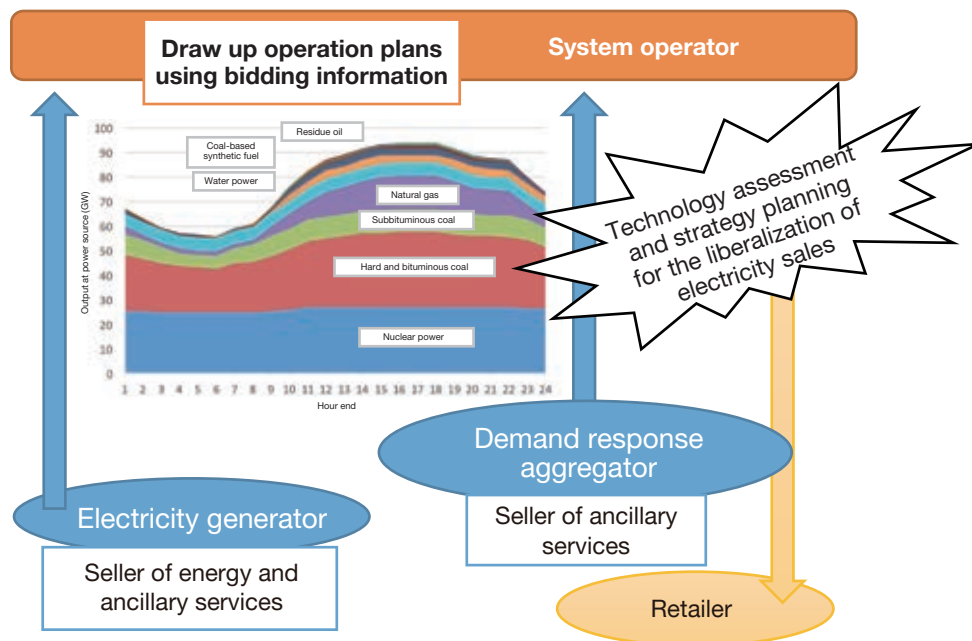 Draw up operation plans
using bidding information
System operator
Residue oil
Coal-based
synthetic fuel
Water power
Natural gas
Subbituminous coal
Hard and bituminous coal
Nuclear power
Output at power source (GW)
100
90
80
70
60
50
40
30
20
10
0
1 2 3 4 5 6 7 8 9 10 11 12 13 14 15 16 17 18 19 20 21 22 23 24
Hour end
Technology assessment
and strategy planning
for the liberalization of
electricity sales
Demand response
aggregator
Seller of ancillary
services
Electricity generator
Seller of energy and
ancillary services
Retailer